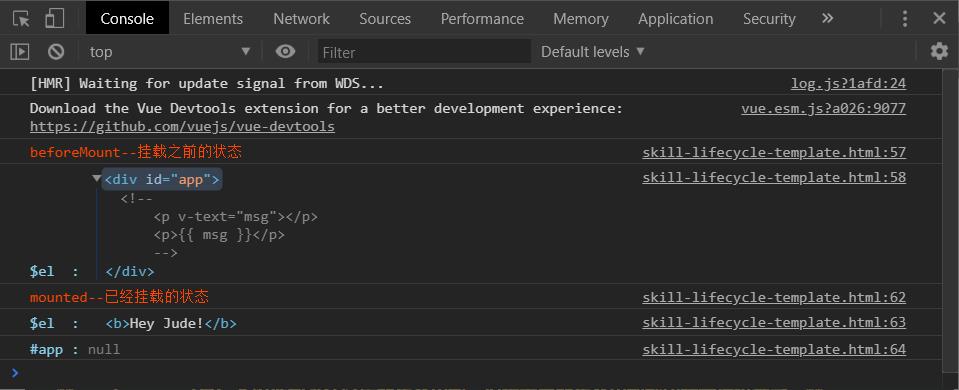 Console Elements Network Sources Performance Memory Application Security »
top Filter Default levels
[HMR] Waiting for update signal from WDS... log.js?1afd:24
Download the Vue Devtools extension for a better development experience: vue.esm.js?a026:9077
https://github.com/vuejs/vue-devtools
beforeMount--挂载之前的状态 skill-lifecycle-template.html:57
<div id="app"> skill-lifecycle-template.html:58
<!--
<p v-text="msg"></p>
<p>{{ msg }}</p>
-->
$el : </div>
mounted--已经挂载的状态 skill-lifecycle-template.html:62
$el : <b>Hey Jude!</b> skill-lifecycle-template.html:63
#app : null skill-lifecycle-template.html:64
>